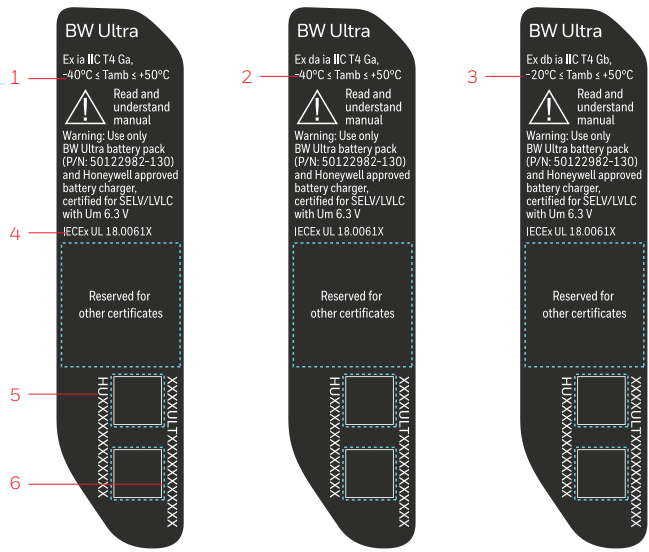 BW Ultra
Ex ia IIC T4 Ga,
-40°C ≤ Tamb ≤ +50°C
Read and
understand
manual
Warning: Use only
BW Ultra battery pack
(P/N: 50122982-130)
and Honeywell approved
battery charger,
certified for SELV/LVLC
with Um 6.3 V
IECEx UL 18.0061X
Reserved for
other certificates
HUXXXXXXXXXXX
XXXXULTXXXXXXXXXXXX
1
4
5
6
BW Ultra
Ex da ia IIC T4 Ga,
-40°C ≤ Tamb ≤ +50°C
Read and
understand
manual
Warning: Use only
BW Ultra battery pack
(P/N: 50122982-130)
and Honeywell approved
battery charger,
certified for SELV/LVLC
with Um 6.3 V
IECEx UL 18.0061X
Reserved for
other certificates
HUXXXXXXXXXXX
XXXXULTXXXXXXXXXXXX
2
BW Ultra
Ex db ia IIC T4 Gb,
-20°C ≤ Tamb ≤ +50°C
Read and
understand
manual
Warning: Use only
BW Ultra battery pack
(P/N: 50122982-130)
and Honeywell approved
battery charger,
certified for SELV/LVLC
with Um 6.3 V
IECEx UL 18.0061X
Reserved for
other certificates
HUXXXXXXXXXXX
XXXXULTXXXXXXXXXXXX
3